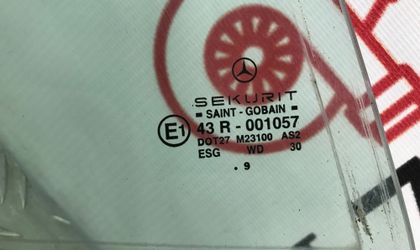 SEKURIT
SAINT - GOBAIN
E1 43 R - 001057
DOT27 M23100 AS2
ESG WD 30
. 9